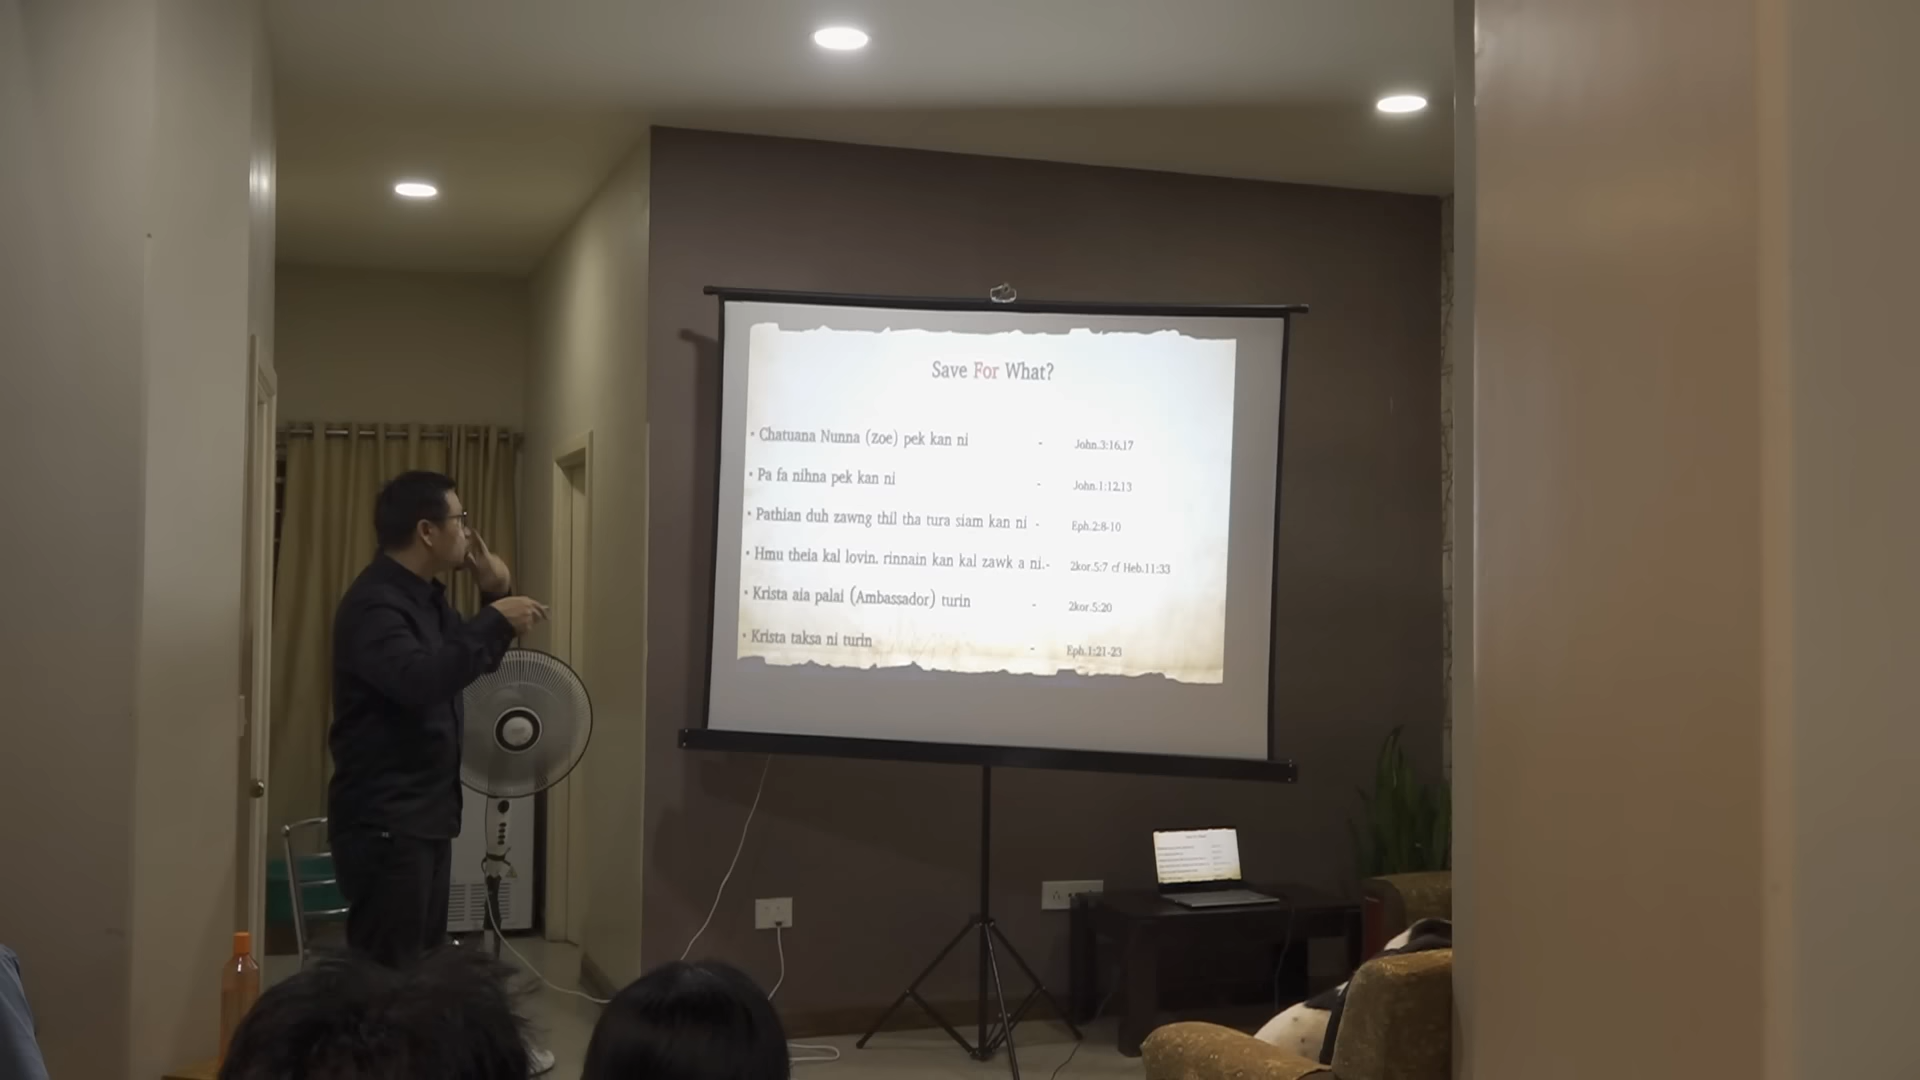 Save For What?
• Chatuana Nunna (zoe) pek kan ni - John.3:16,17
• Pa fa nihna pek kan ni - John.1:12,13
• Pathian duh zawng thil tha tura siam kan ni - Eph.2:8-10
• Hmu theia kal lovin, rinnain kan kal zawk a ni.- 2kor.5:7 cf Heb.11:33
• Krista aia palai (Ambassador) turin - 2kor.5:20
• Krista taksa ni turin - Eph.1:21-23